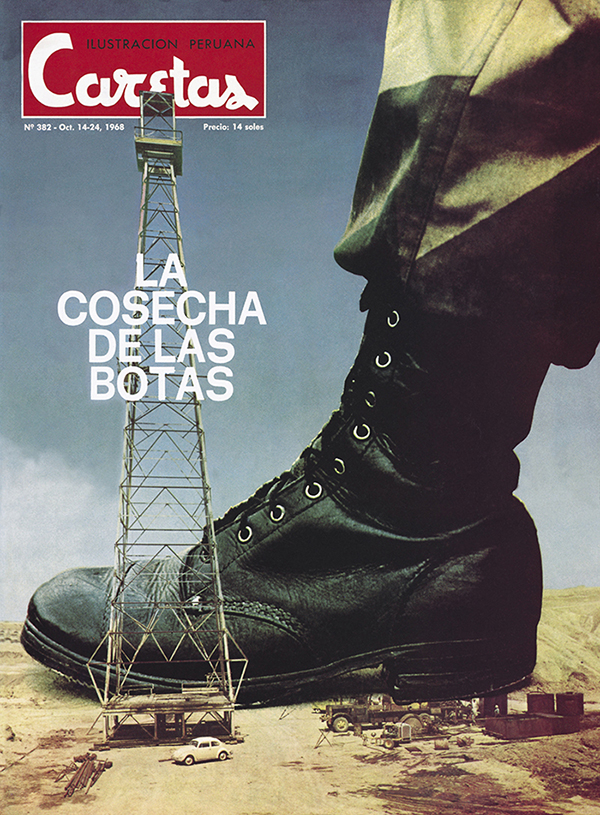 ILUSTRACION PERUANA
Caretas
Nº 382 - Oct. 14-24, 1968
Precio: 14 soles
LA
COSECHA
DE LAS
BOTAS